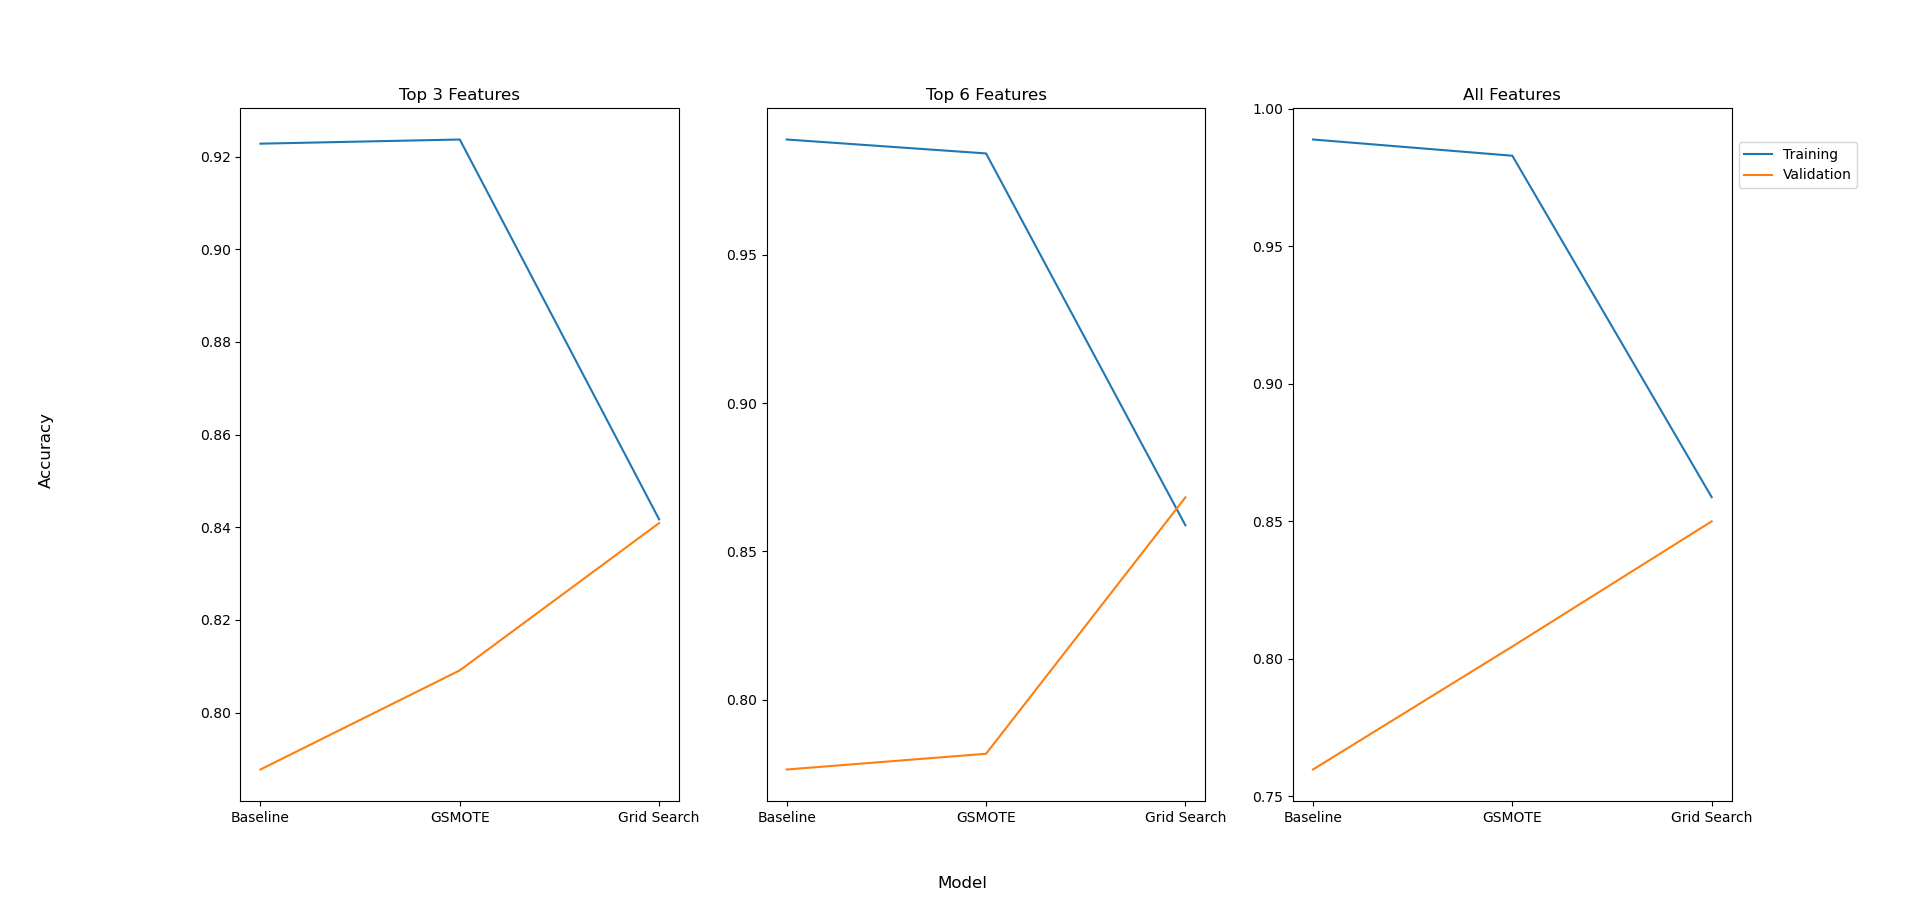 Top 3 Features
Top 6 Features
All Features
0.92
0.90
0.88
0.86
0.84
0.82
0.80
Baseline
GSMOTE
Grid Search
0.95
0.90
0.85
0.80
Baseline
GSMOTE
Grid Search
1.00
0.95
0.90
0.85
0.80
0.75
Baseline
GSMOTE
Grid Search
Training
Validation
Accuracy
Model